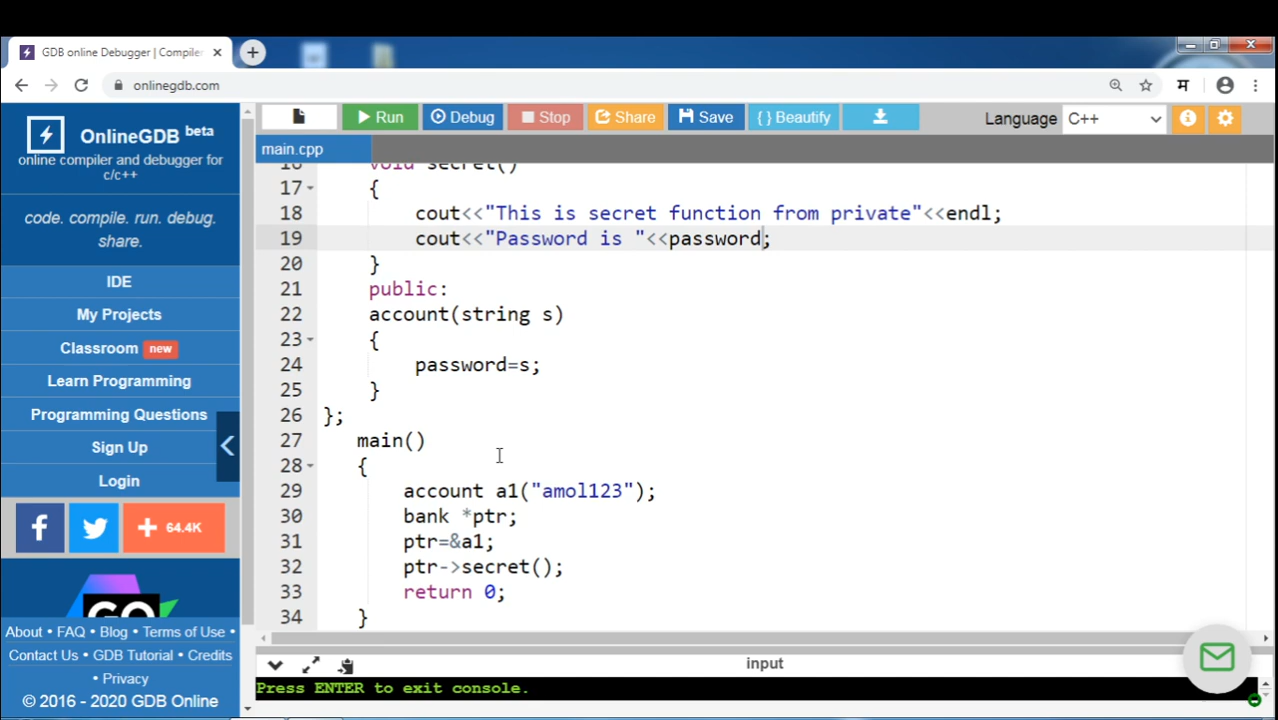 GDB online Debugger | Compiler
onlinegdb.com
म
OnlineGDB beta
online compiler and debugger for
c/c++
code. compile. run. debug.
share.
IDE
My Projects
Classroom new
Learn Programming
Programming Questions
Sign Up
Login
f
+ 64.4K
GO
About • FAQ • Blog • Terms of Use •
Contact Us • GDB Tutorial • Credits
• Privacy
© 2016 - 2020 GDB Online
Run Debug Stop Share Save { } Beautify Language C++
main.cpp
16 void secret()
17 {
18 cout<<"This is secret function from private"<<endl;
19 cout<<"Password is "<<password;
20 }
21 public:
22 account(string s)
23 {
24 password=s;
25 }
26 };
27 main()
28 {
29 account a1("amol123");
30 bank *ptr;
31 ptr=&a1;
32 ptr->secret();
33 return 0;
34 }
input
Press ENTER to exit console.